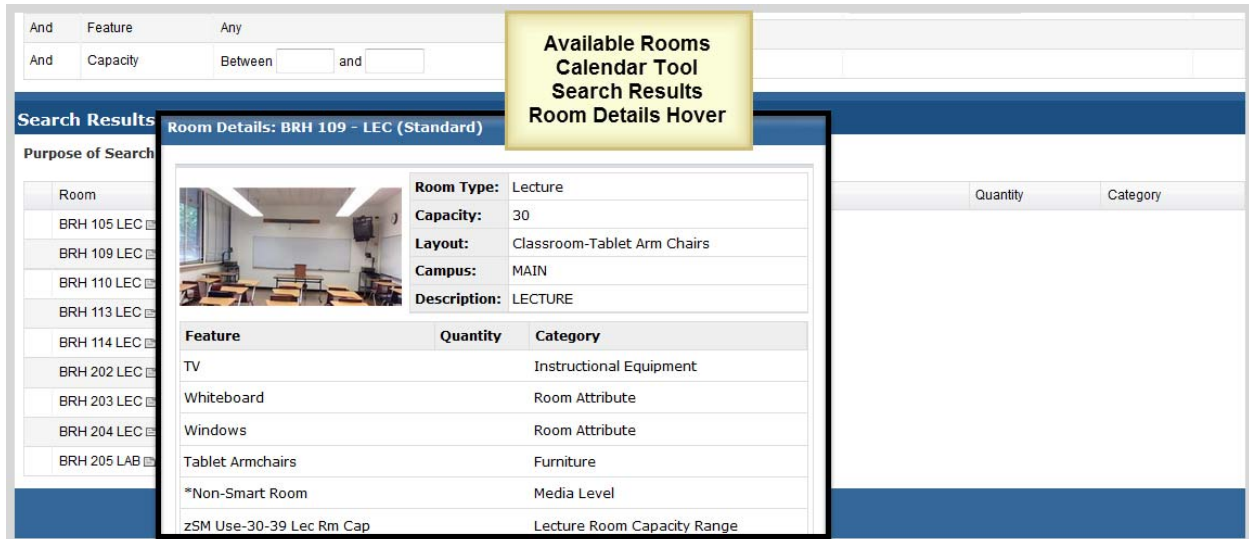 And Feature Any
And Capacity Between and
Available Rooms
Calendar Tool
Search Results
Room Details Hover
Search Results
Purpose of Search
Room Quantity Category
BRH 105 LEC
BRH 109 LEC
BRH 110 LEC
BRH 113 LEC
BRH 114 LEC
BRH 202 LEC
BRH 203 LEC
BRH 204 LEC
BRH 205 LAB
Room Details: BRH 109 - LEC (Standard)
Room Type: Lecture
Capacity: 30
Layout: Classroom-Tablet Arm Chairs
Campus: MAIN
Description: LECTURE
Feature Quantity Category
TV Instructional Equipment
Whiteboard Room Attribute
Windows Room Attribute
Tablet Armchairs Furniture
*Non-Smart Room Media Level
zSM Use-30-39 Lec Rm Cap Lecture Room Capacity Range